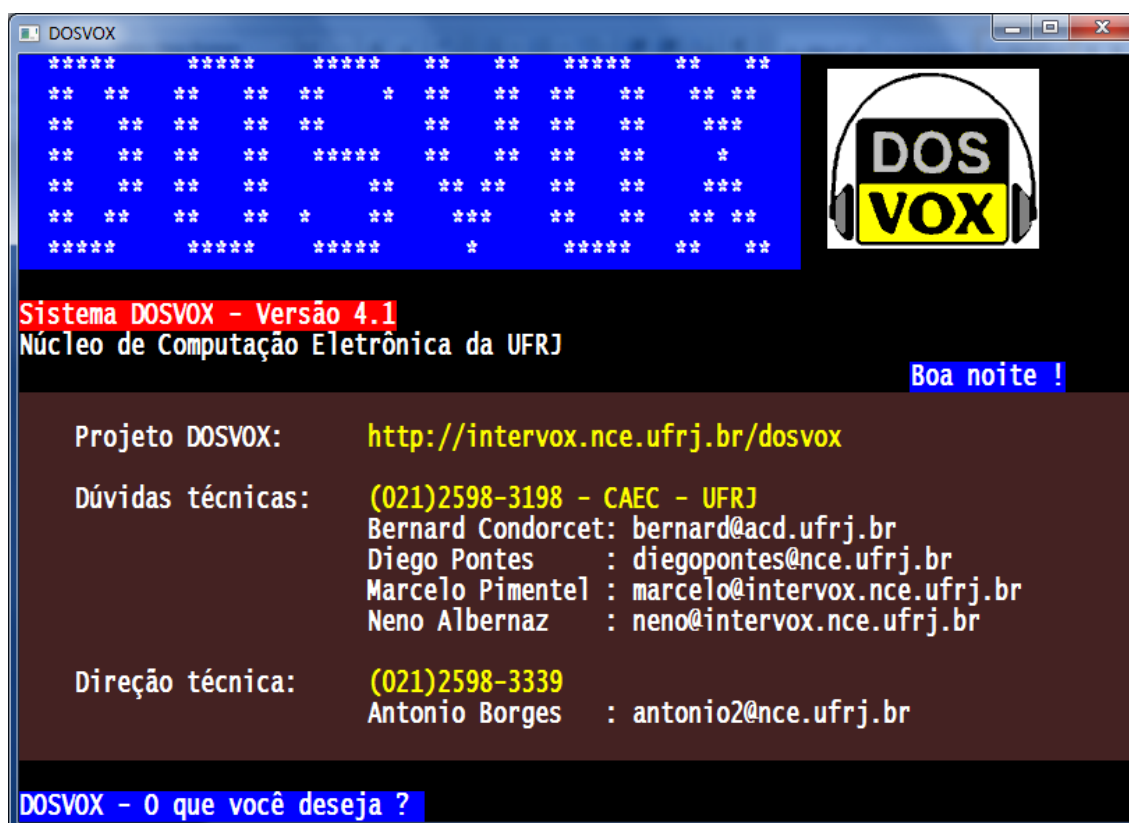 DOSVOX
DOSVOX
DOS
VOX
Sistema DOSVOX - Versão 4.1
Núcleo de Computação Eletrônica da UFRJ
Boa noite !
Projeto DOSVOX: http://intervox.nce.ufrj.br/dosvox
Dúvidas técnicas: (021)2598-3198 - CAEC - UFRJ
Bernard Condorcet: bernard@acd.ufrj.br
Diego Pontes : diegopontes@nce.ufrj.br
Marcelo Pimentel : marcelo@intervox.nce.ufrj.br
Neno Albernaz : neno@intervox.nce.ufrj.br
Direção técnica: (021)2598-3339
Antonio Borges : antonio2@nce.ufrj.br
DOSVOX - O que você deseja ?